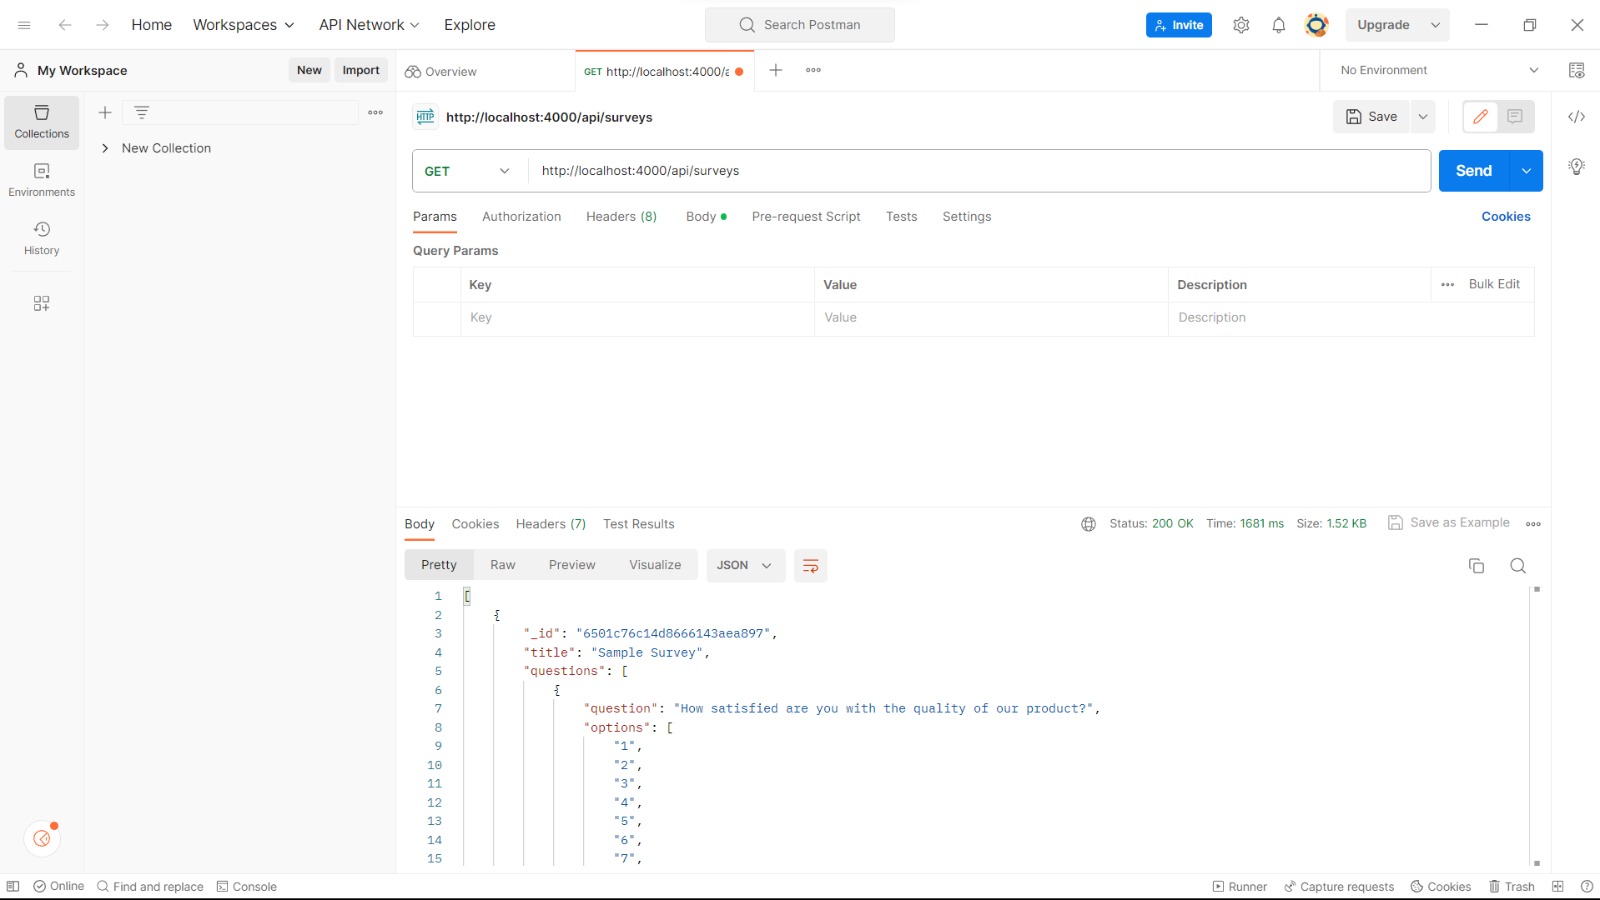 Home Workspaces API Network Explore Search Postman Invite Upgrade
My Workspace New Import Overview GET http://localhost:4000/a No Environment
HTTP http://localhost:4000/api/surveys Save
Collections
New Collection
Environments
History
GET http://localhost:4000/api/surveys Send
Params Authorization Headers (8) Body Pre-request Script Tests Settings Cookies
Query Params
Key Value Description Bulk Edit
Key Value Description
Body Cookies Headers (7) Test Results Status: 200 OK Time: 1681 ms Size: 1.52 KB Save as Example
Pretty Raw Preview Visualize JSON
1 [
2 {
3 "_id": "6501c76c14d8666143aea897",
4 "title": "Sample Survey",
5 "questions": [
6 {
7 "question": "How satisfied are you with the quality of our product?",
8 "options": [
9 "1",
10 "2",
11 "3",
12 "4",
13 "5",
14 "6",
15 "7",
Online Find and replace Console Runner Capture requests Cookies Trash